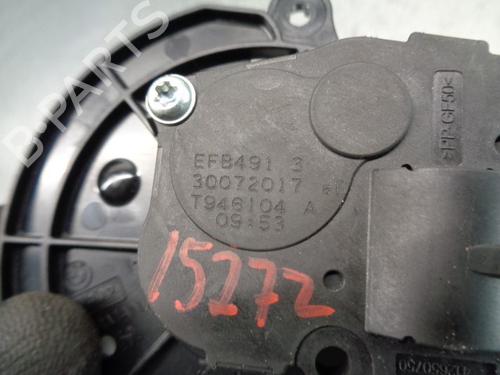 B-PARTS
EFB491 3
30072017
T946104 A
09:53
15272
>PP-GF50<